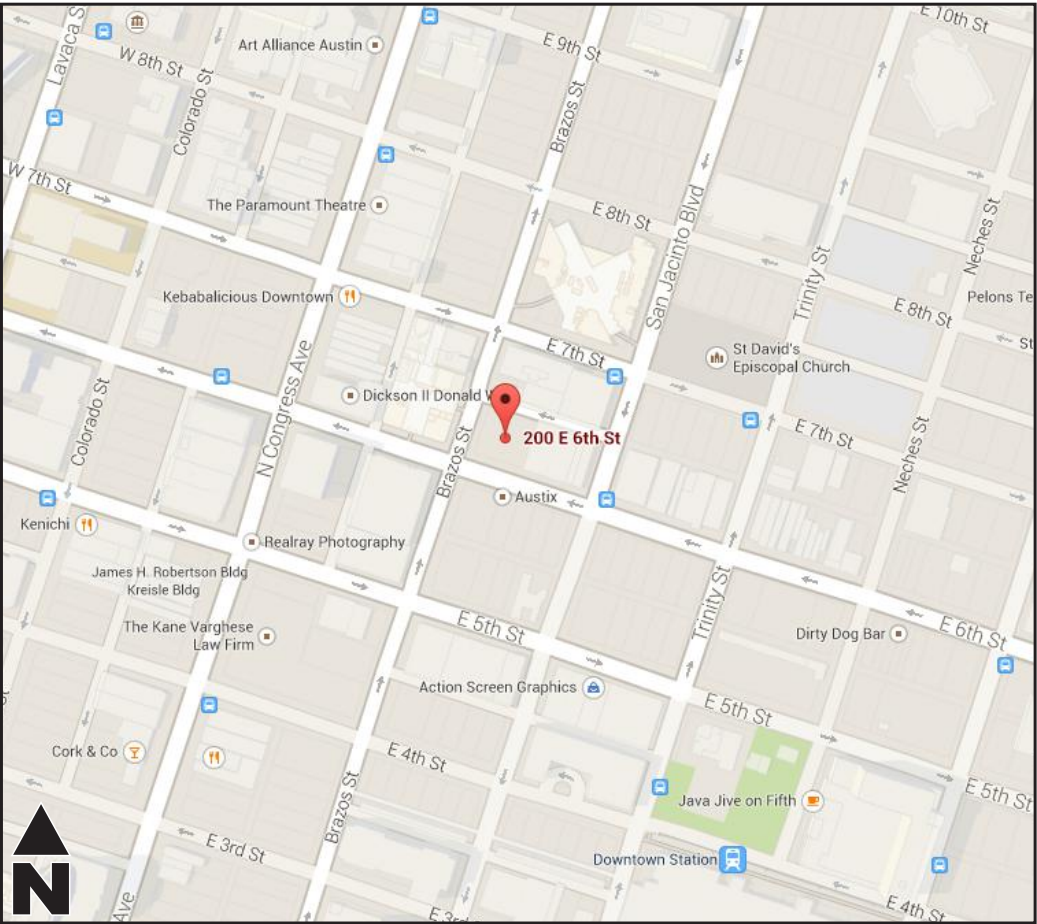 Lavaca S
W 8th St
Colorado St
Art Alliance Austin
E 9th St
Brazos St
E 10th St
W 7th St
The Paramount Theatre
E 8th St
San Jacinto Blvd
Trinity St
Neches St
Kebabalicious Downtown
Pelons Te
E 8th St
St
E 7th St
St David's
Episcopal Church
N Congress Ave
Colorado St
Dickson II Donald W
200 E 6th St
E 7th St
Neches St
Brazos St
Austix
Kenichi
Realray Photography
James H. Robertson Bldg
Kreisle Bldg
The Kane Varghese
Law Firm
E 5th St
Trinity St
Dirty Dog Bar
E 6th St
Action Screen Graphics
E 5th St
Cork & Co
E 4th St
Brazos St
Java Jive on Fifth
E 5th St
E 3rd St
Downtown Station
N
Ave
E 3rd
E 4th St